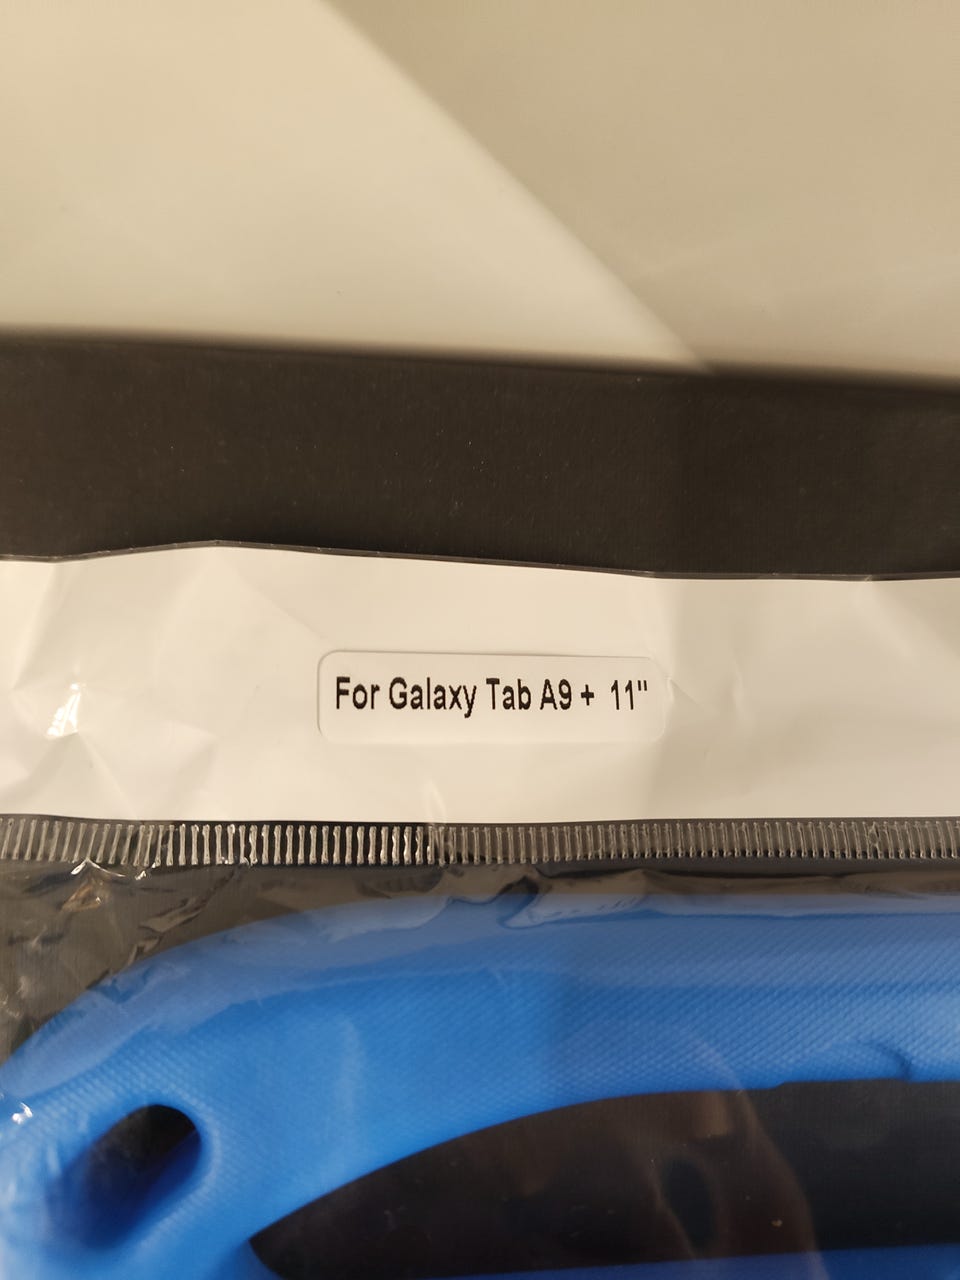 For Galaxy Tab A9 + 11"